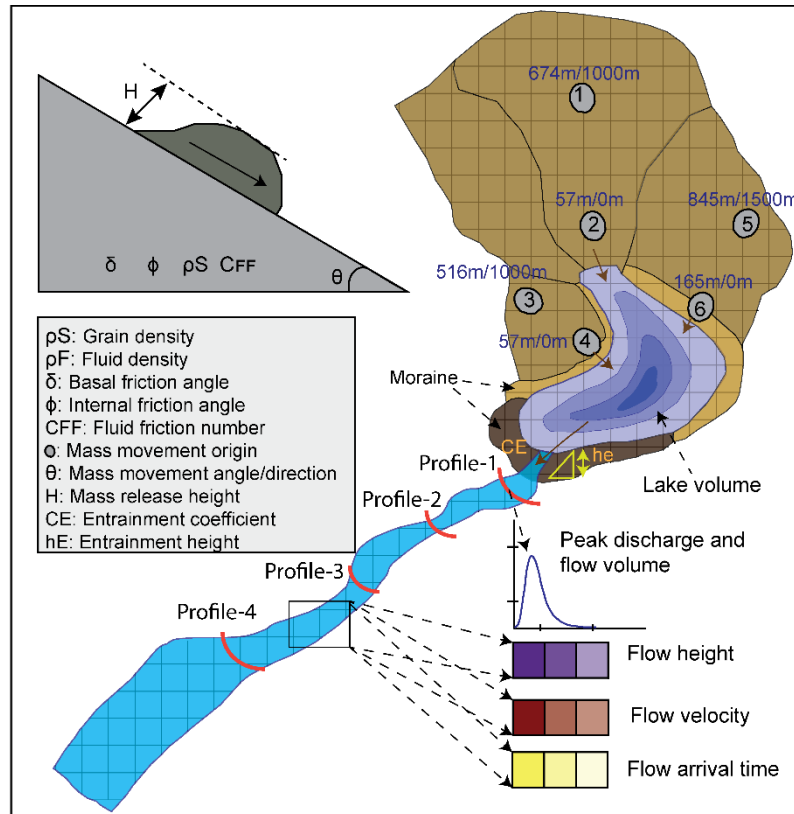 H
δ ϕ ρS CFF
θ
674m/1000m
1
57m/0m
2
845m/1500m
5
516m/1000m
3
165m/0m
6
4
57m/0m
ρS: Grain density
ρF: Fluid density
δ: Basal friction angle
ϕ: Internal friction angle
CFF: Fluid friction number
: Mass movement origin
θ: Mass movement angle/direction
H: Mass release height
CE: Entrainment coefficient
hE: Entrainment height
Moraine
CE
he
Lake volume
Profile-1
Profile-2
Profile-3
Profile-4
Peak discharge and
flow volume
Flow height
Flow velocity
Flow arrival time